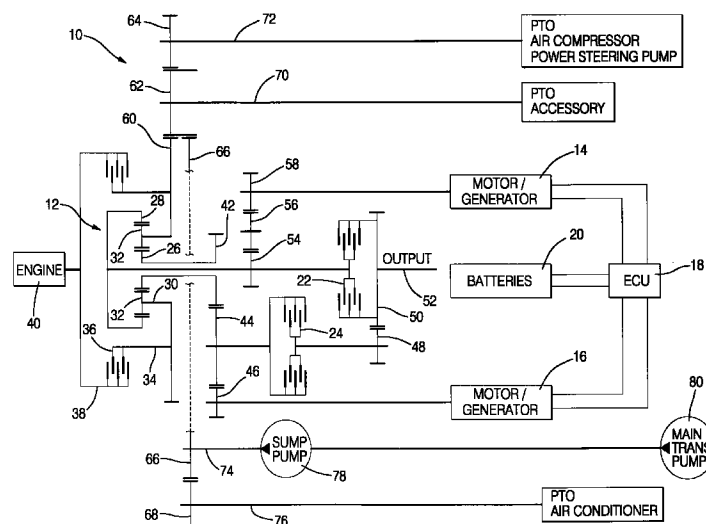 64
10
72
PTO
AIR COMPRESSOR
POWER STEERING PUMP
62
70
PTO
ACCESSORY
60
66
58
14
MOTOR /
GENERATOR
12
28
32
26
42
56
54
22
OUTPUT
52
20
BATTERIES
ECU
18
ENGINE
40
32
30
44
24
50
48
36
34
38
46
16
MOTOR /
GENERATOR
80
MAIN
TRANS
PUMP
SUMP
PUMP
66
74
78
68
76
PTO
AIR CONDITIONER